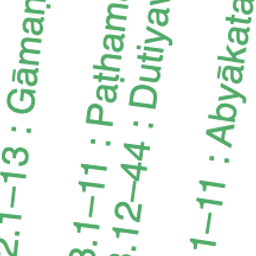 2.1–13 : Gāmaṇ
3.1–11 : Paṭham
3.12–44 : Dutiyav
1–11 : Abyākata